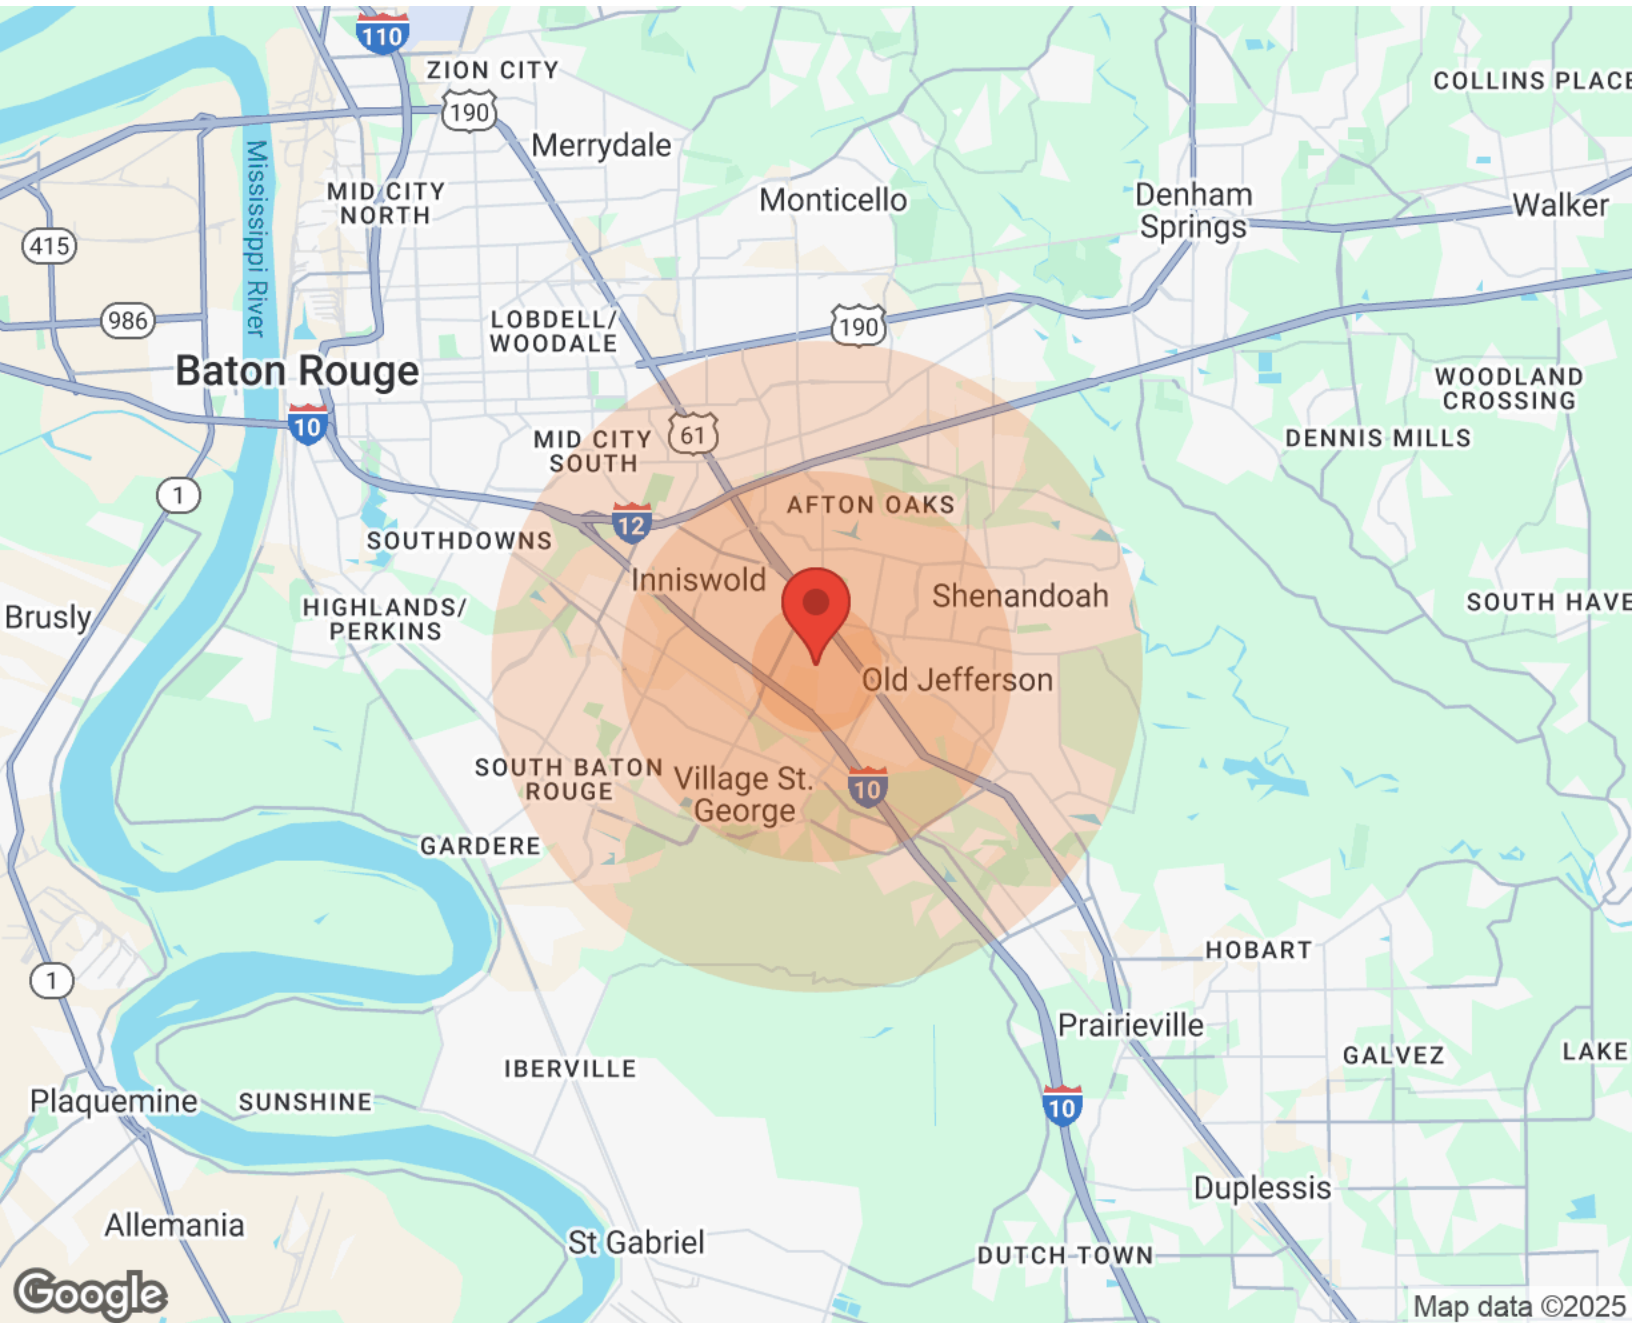 110
ZION CITY
COLLINS PLACE
190
Merrydale
Mississippi River
MID CITY
NORTH
Monticello
Denham
Springs
Walker
415
986
LOBDELL/
WOODALE
190
Baton Rouge
WOODLAND
CROSSING
10
61
MID CITY
SOUTH
DENNIS MILLS
1
AFTON OAKS
12
SOUTHDOWNS
Inniswold
Shenandoah
Brusly
HIGHLANDS/
PERKINS
SOUTH HAVE
Old Jefferson
SOUTH BATON
ROUGE
Village St.
George
10
GARDERE
HOBART
1
Prairieville
GALVEZ
LAKE
IBERVILLE
Plaquemine
SUNSHINE
10
Duplessis
Allemania
St Gabriel
DUTCH TOWN
Google
Map data ©2025